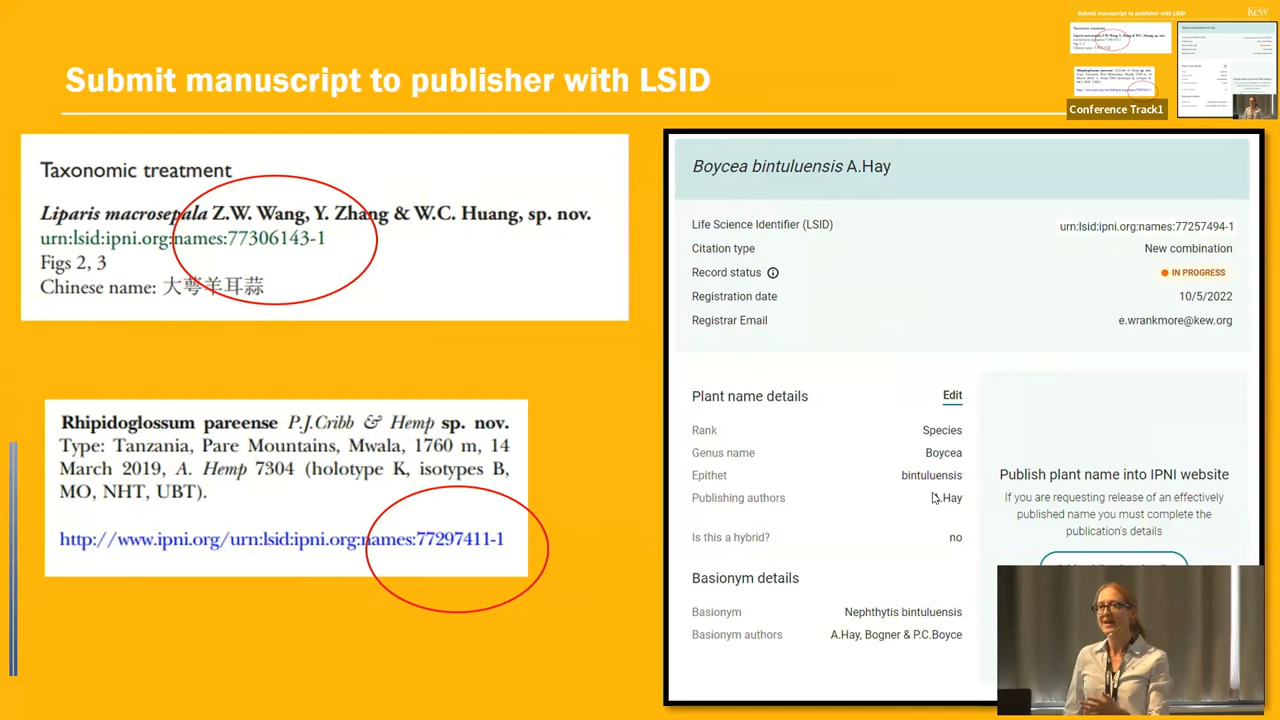 Submit manuscript to publisher with LSID
Submit manuscript to publisher with LSID
Kew
Conference Track1
Taxonomic treatment
Liparis macrosepala Z.W. Wang, Y. Zhang & W.C. Huang, sp. nov.
urn:lsid:ipni.org:names:77306143-1
Figs 2, 3
Chinese name: 大萼羊耳蒜
Rhipidoglossum pareense P.J.Cribb & Hemp sp. nov.
Type: Tanzania, Pare Mountains, Mwala, 1760 m, 14
March 2019, A. Hemp 7304 (holotype K, isotypes B,
MO, NHT, UBT).
http://www.ipni.org/urn:lsid:ipni.org:names:77297411-1
Boycea bintuluensis A.Hay
Life Science Identifier (LSID) urn:lsid:ipni.org:names:77257494-1
Citation type New combination
Record status IN PROGRESS
Registration date 10/5/2022
Registrar Email e.wrankmore@kew.org
Plant name details Edit
Rank Species
Genus name Boycea
Epithet bintuluensis
Publishing authors A.Hay
Is this a hybrid? no
Basionym details
Basionym Nephthytis bintuluensis
Basionym authors A.Hay, Bogner & P.C.Boyce
Publish plant name into IPNI website
If you are requesting release of an effectively
published name you must complete the
publication's details